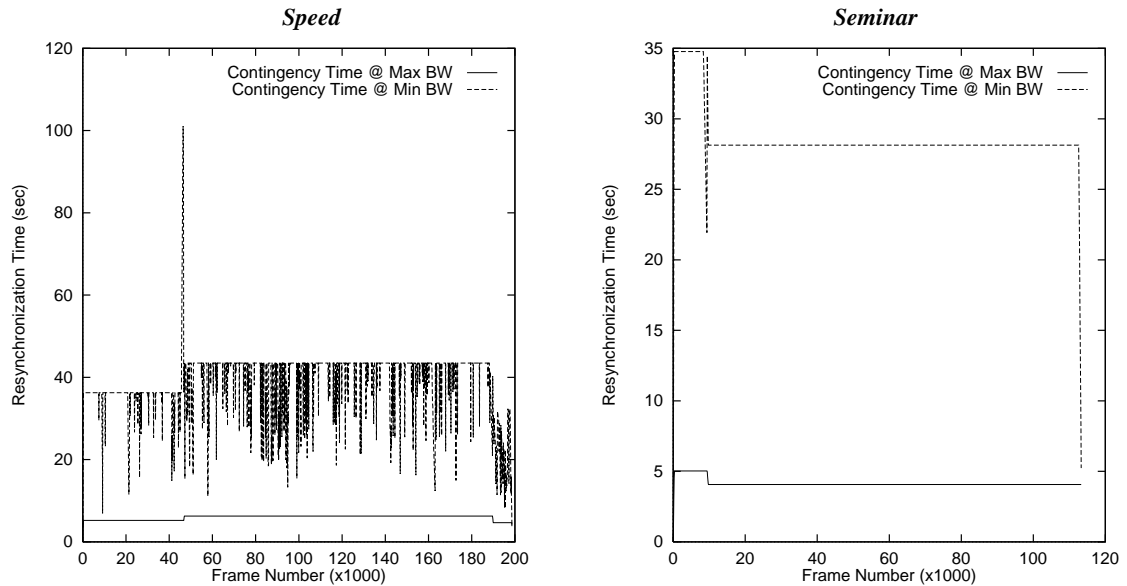 Speed
120
100
80
60
40
20
0
Resynchronization Time (sec)
Contingency Time @ Max BW
Contingency Time @ Min BW
0 20 40 60 80 100 120 140 160 180 200
Frame Number (x1000)
Seminar
35
30
25
20
15
10
5
0
Resynchronization Time (sec)
Contingency Time @ Max BW
Contingency Time @ Min BW
0 20 40 60 80 100 120
Frame Number (x1000)